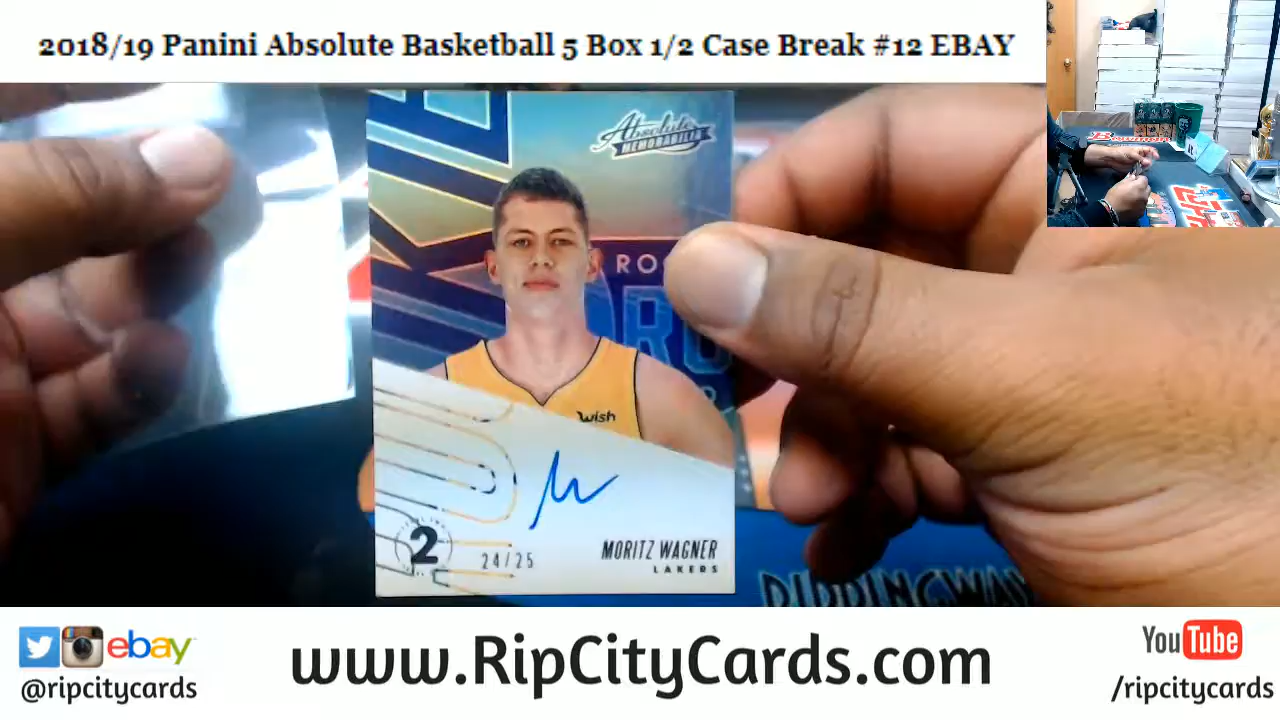 2018/19 Panini Absolute Basketball 5 Box 1/2 Case Break #12 EBAY
Absolute
MEMORABILIA
wish
2
24/25
MORITZ WAGNER
LAKERS
ebay
@ripcitycards
www.RipCityCards.com
YouTube
/ripcitycards